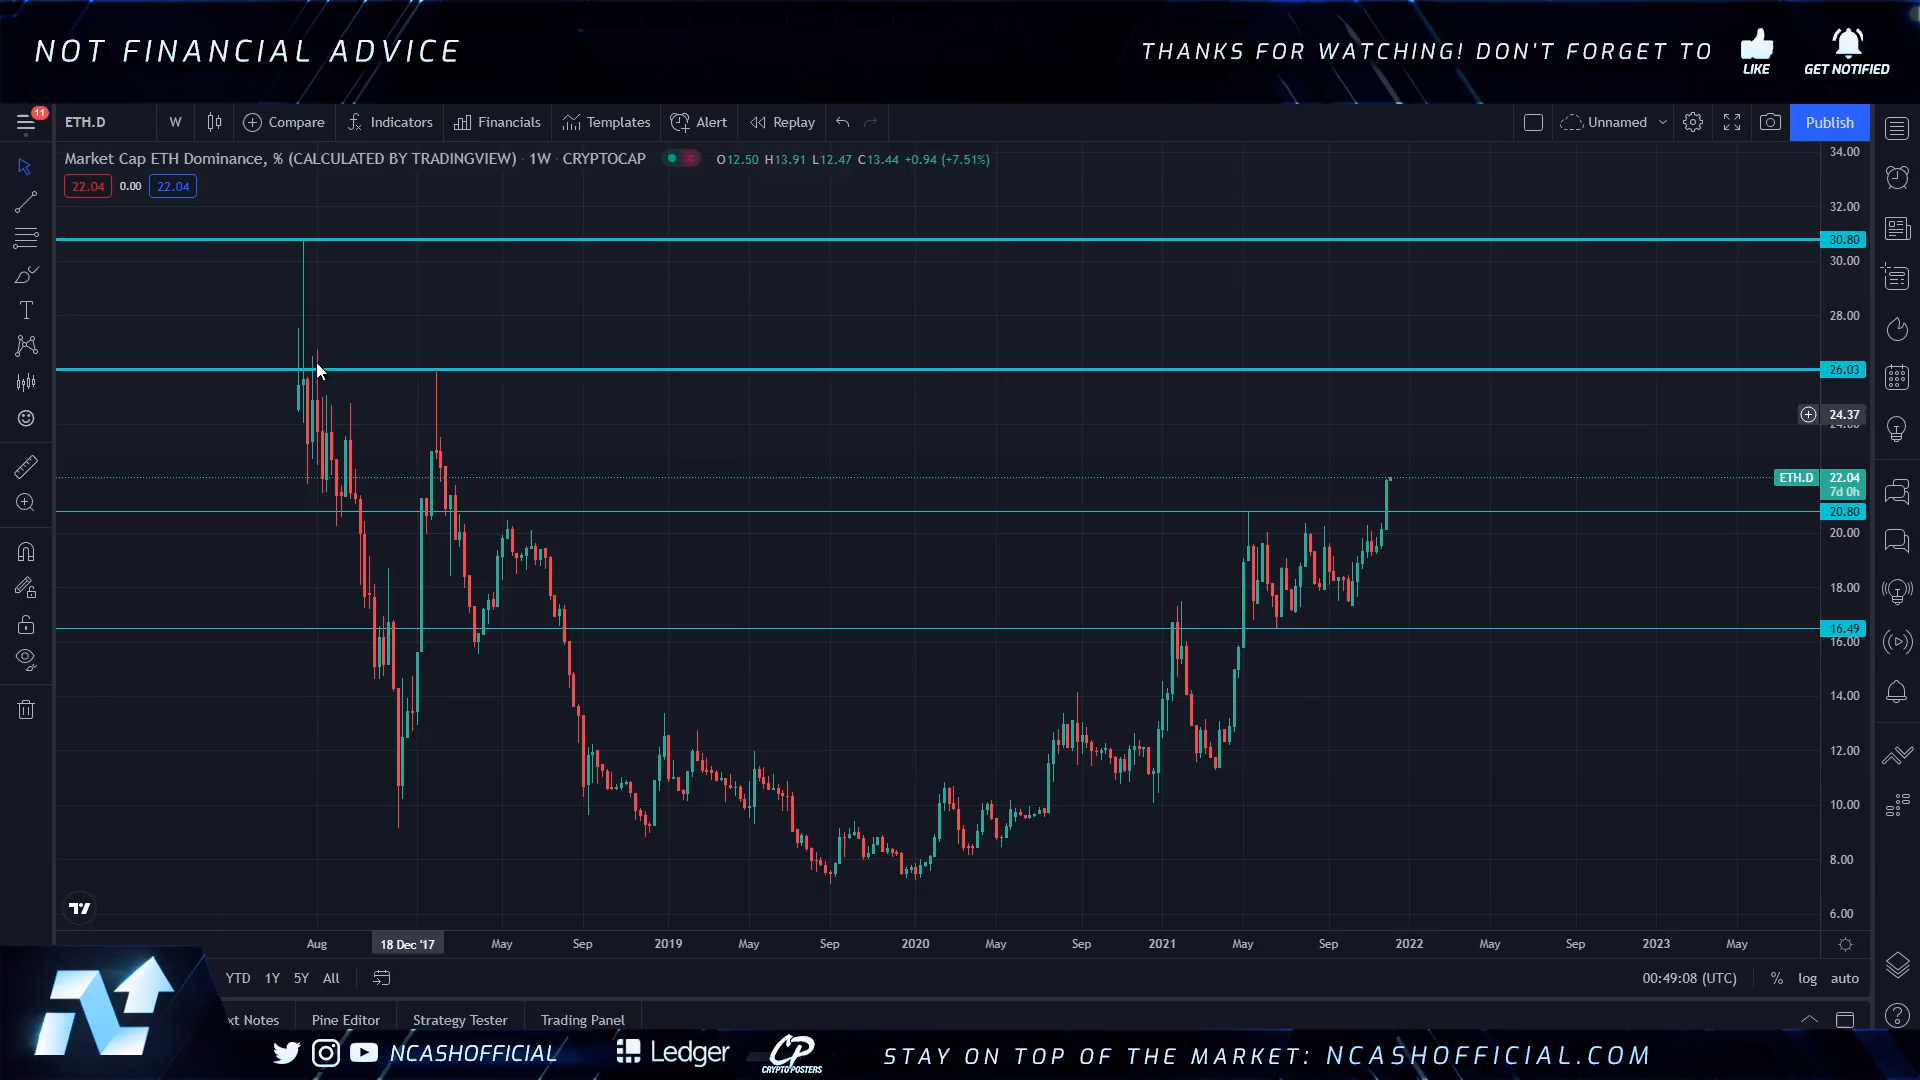 NOT FINANCIAL ADVICE
THANKS FOR WATCHING! DON'T FORGET TO
LIKE
GET NOTIFIED
11
ETH.D
W
Compare
Indicators
Financials
Templates
Alert
Replay
Unnamed
Publish
Market Cap ETH Dominance, % (CALCULATED BY TRADINGVIEW) · 1W · CRYPTOCAP
O12.50 H13.91 L12.47 C13.44 +0.94 (+7.51%)
22.04 0.00 22.04
34.00
32.00
30.80
30.00
28.00
26.03
24.37
24.00
ETH.D 22.04
7d 0h
20.80
20.00
18.00
16.49
16.00
14.00
12.00
10.00
8.00
6.00
Aug
18 Dec '17
May
Sep
2019
May
Sep
2020
May
Sep
2021
May
Sep
2022
May
Sep
2023
May
YTD 1Y 5Y All
00:49:08 (UTC)
% log auto
xt Notes
Pine Editor
Strategy Tester
Trading Panel
NCASHOFFICIAL
Ledger
CP
CRYPTOPOSTERS
STAY ON TOP OF THE MARKET: NCASHOFFICIAL.COM